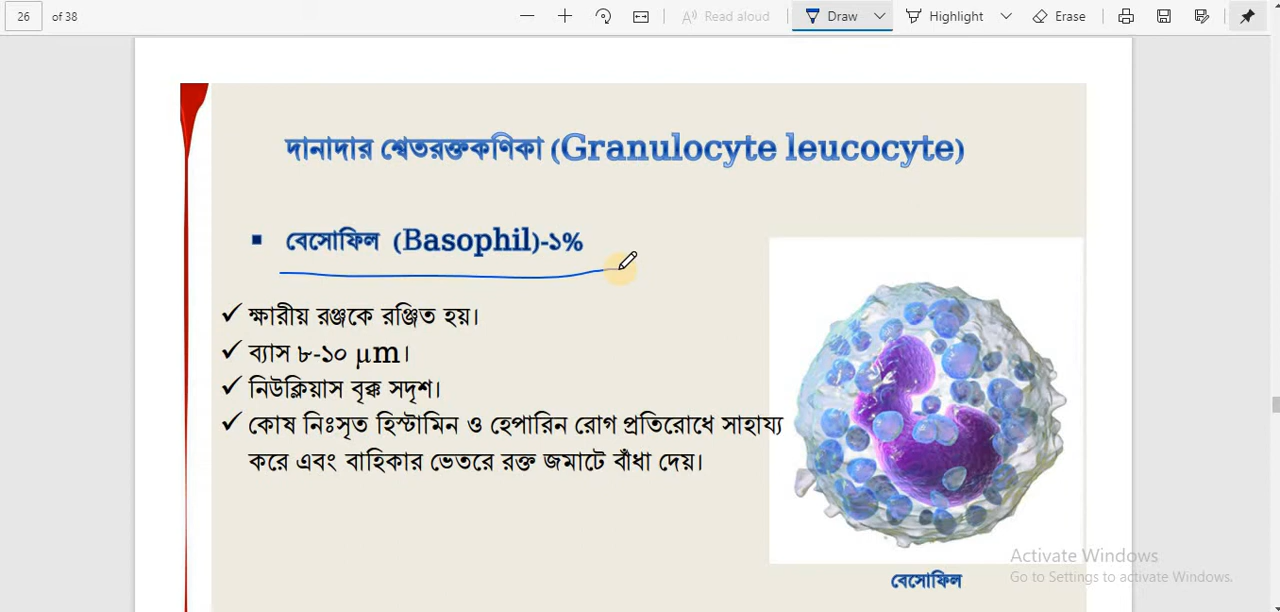 26 of 38 Read aloud Draw Highlight Erase
দানাদার শ্বেতরক্তকণিকা (Granulocyte leucocyte)
■ বেসোফিল (Basophil)-১%
✓ ক্ষারীয় রঞ্জকে রঞ্জিত হয়।
✓ ব্যাস ৮-১০ μm।
✓ নিউক্লিয়াস বৃক্ক সদৃশ।
✓ কোষ নিঃসৃত হিস্টামিন ও হেপারিন রোগ প্রতিরোধে সাহায্য
করে এবং বাহিকার ভেতরে রক্ত জমাটে বাঁধা দেয়।
বেসোফিল
Activate Windows
Go to Settings to activate Windows.